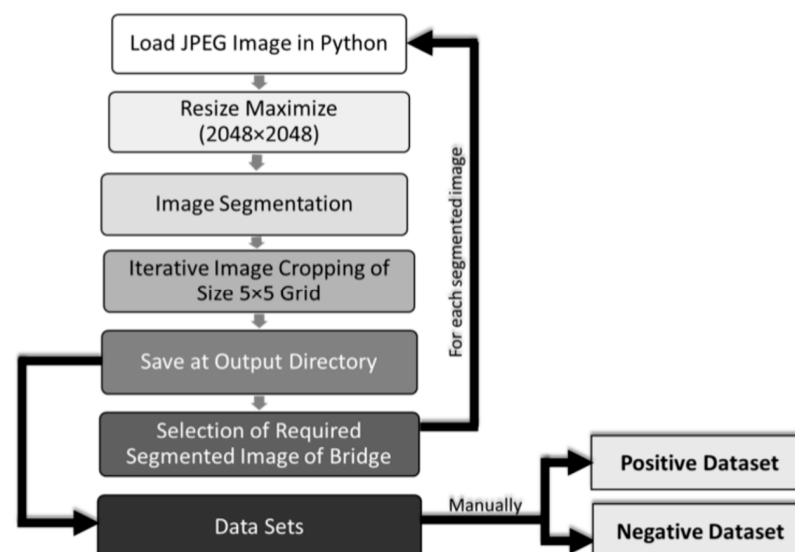 Load JPEG Image in Python
Resize Maximize
(2048×2048)
Image Segmentation
Iterative Image Cropping of
Size 5×5 Grid
Save at Output Directory
Selection of Required
Segmented Image of Bridge
For each segmented image
Data Sets
Manually
Positive Dataset
Negative Dataset